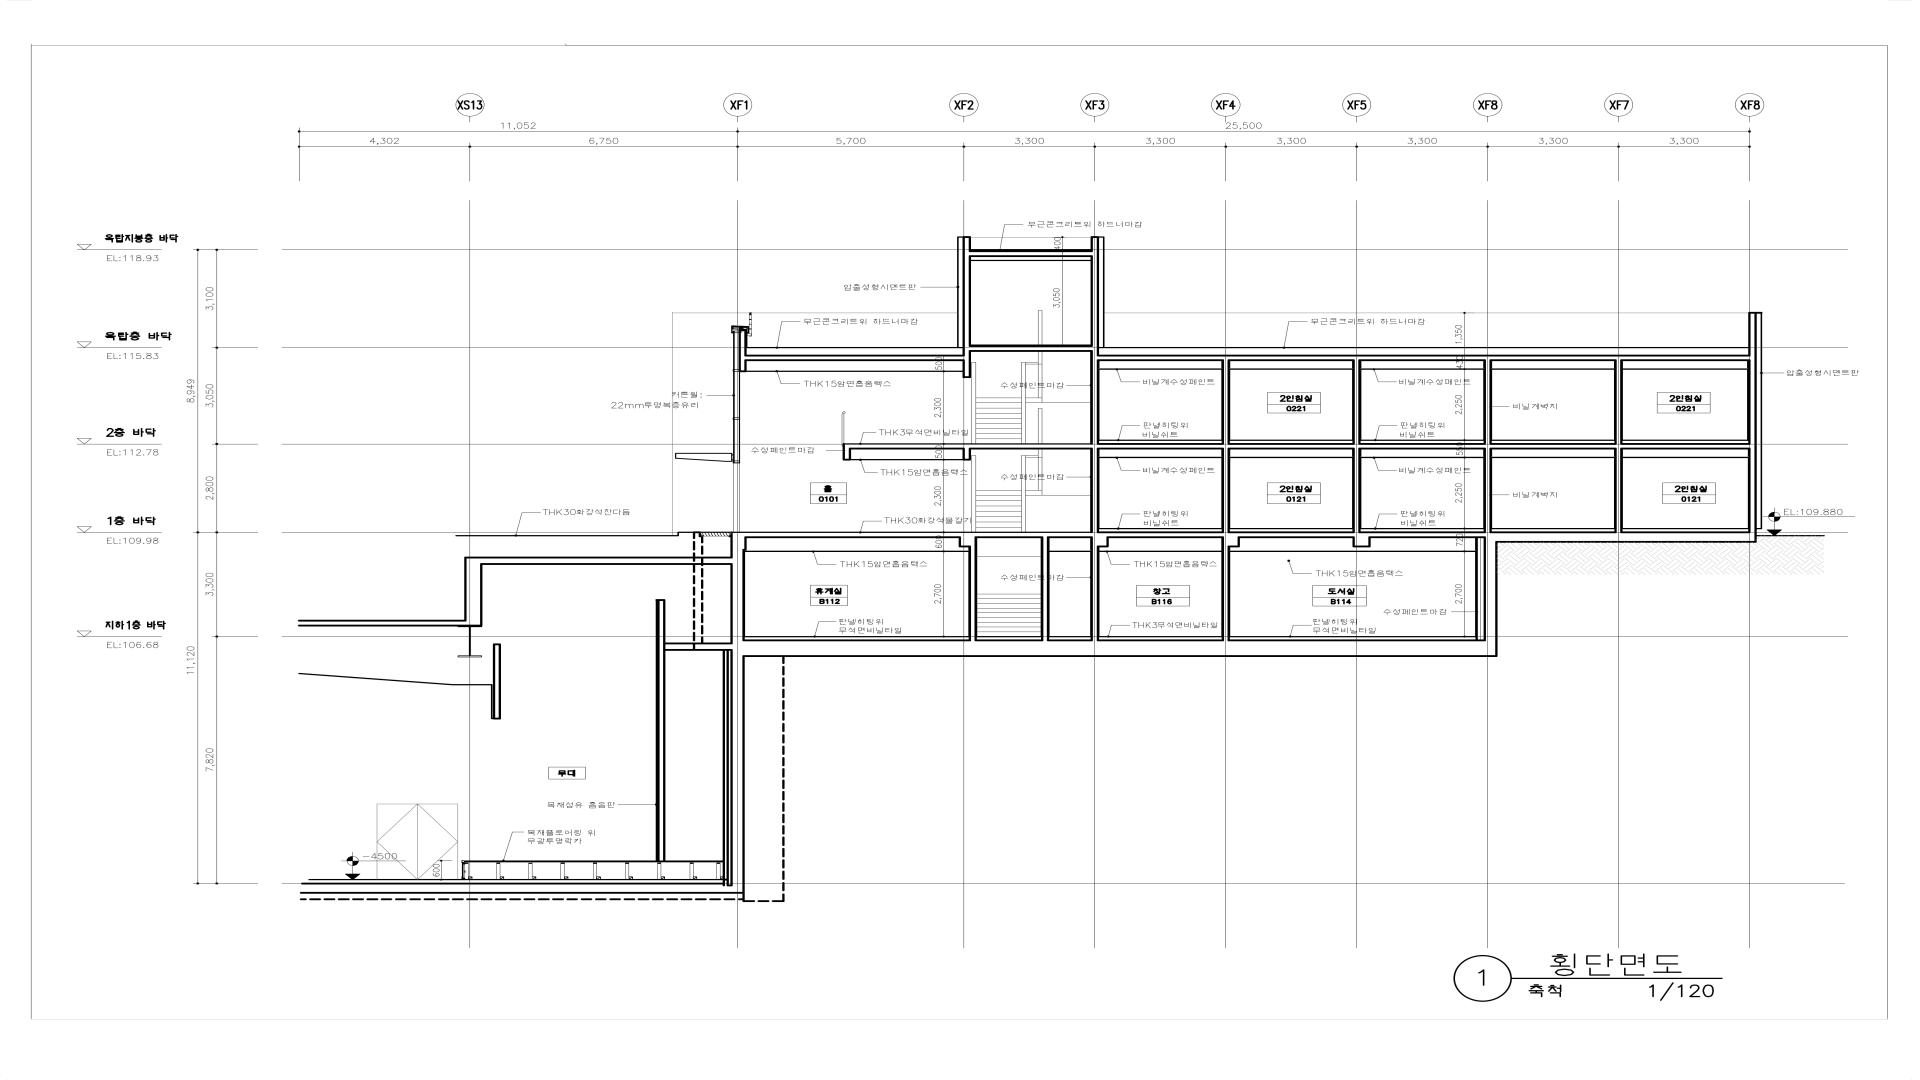 XS13 XF1 XF2 XF3 XF4 XF5 XF8 XF7 XF8
11,052 25,500
4,302 6,750 5,700 3,300 3,300 3,300 3,300 3,300 3,300
무근콘크리트위 하드너마감
옥탑지붕층 바닥
EL:118.93
400
압출성형시멘트판
3,050
3,100
무근콘크리트위 하드너마감
무근콘크리트위 하드너마감
1,350
옥탑층 바닥
EL:115.83
500
430
THK15암면흡음텍스
수성페인트마감
비닐계수성페인트
비닐계수성페인트
압출성형시멘트판
8,949
3,050
커튼월;
22mm투명복층유리
2,300
2인침실
0221
2,250
비닐계벽지
2인침실
0221
2층 바닥
EL:112.78
THK3무석면비닐타일
판넬히팅위
비닐쉬트
판넬히팅위
비닐쉬트
수성페인트마감
500
550
THK15암면흡음텍스
수성페인트마감
비닐계수성페인트
비닐계수성페인트
2,800
홀
0101
2,300
2인침실
0121
2,250
비닐계벽지
2인침실
0121
THK30화강석잔다듬
THK30화강석물갈기
판넬히팅위
비닐쉬트
판넬히팅위
비닐쉬트
EL:109.880
1층 바닥
EL:109.98
600
720
THK15암면흡음텍스
수성페인트마감
THK15암면흡음텍스
THK15암면흡음텍스
3,300
휴게실
B112
2,700
창고
B116
도서실
B114
2,700
수성페인트마감
지하1층 바닥
EL:106.68
판넬히팅위
무석면비닐타일
THK3무석면비닐타일
판넬히팅위
무석면비닐타일
11,120
7,820
무대
목재섬유 흡음판
목재플로어링 위
무광투명락카
-4500
600
1
횡단면도
축척 1/120